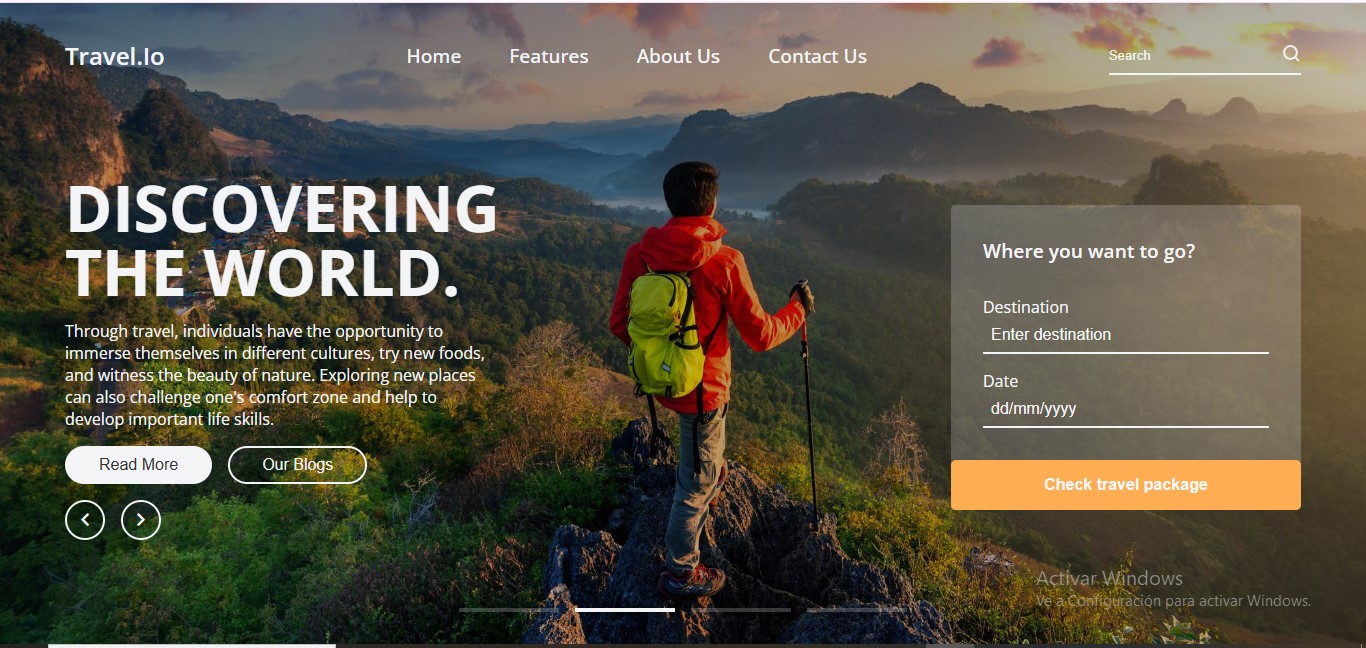 Travel.Io
Home
Features
About Us
Contact Us
Search
DISCOVERING
THE WORLD.
Through travel, individuals have the opportunity to
immerse themselves in different cultures, try new foods,
and witness the beauty of nature. Exploring new places
can also challenge one's comfort zone and help to
develop important life skills.
Read More
Our Blogs
Where you want to go?
Destination
Enter destination
Date
dd/mm/yyyy
Check travel package
Activar Windows
Ve a Configuración para activar Windows.